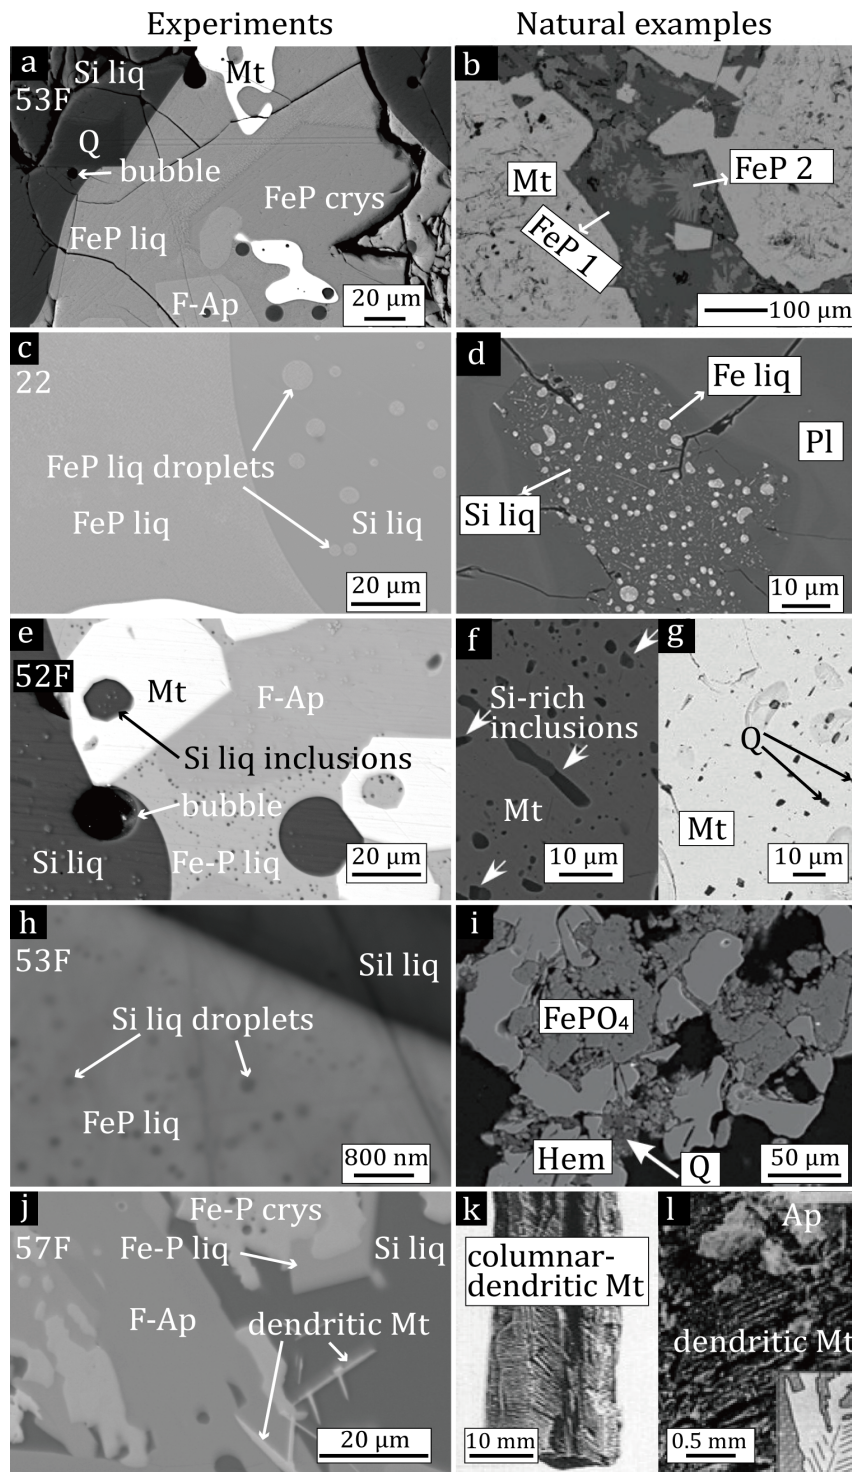 Experiments
Natural examples
a
53F
Si liq
Mt
Q
bubble
FeP crys
FeP liq
F-Ap
20 µm
b
Mt
FeP 2
FeP 1
100 µm
c
22
FeP liq droplets
FeP liq
Si liq
20 µm
d
Fe liq
Pl
Si liq
10 µm
e
52F
Mt
F-Ap
Si liq inclusions
bubble
Si liq
Fe-P liq
20 µm
f
Si-rich
inclusions
Mt
10 µm
g
Q
Mt
10 µm
h
53F
Sil liq
Si liq droplets
FeP liq
800 nm
i
FePO₄
Hem
Q
50 µm
j
57F
Fe-P crys
Fe-P liq
Si liq
F-Ap
dendritic Mt
20 µm
k
columnar-
dendritic Mt
10 mm
l
Ap
dendritic Mt
0.5 mm